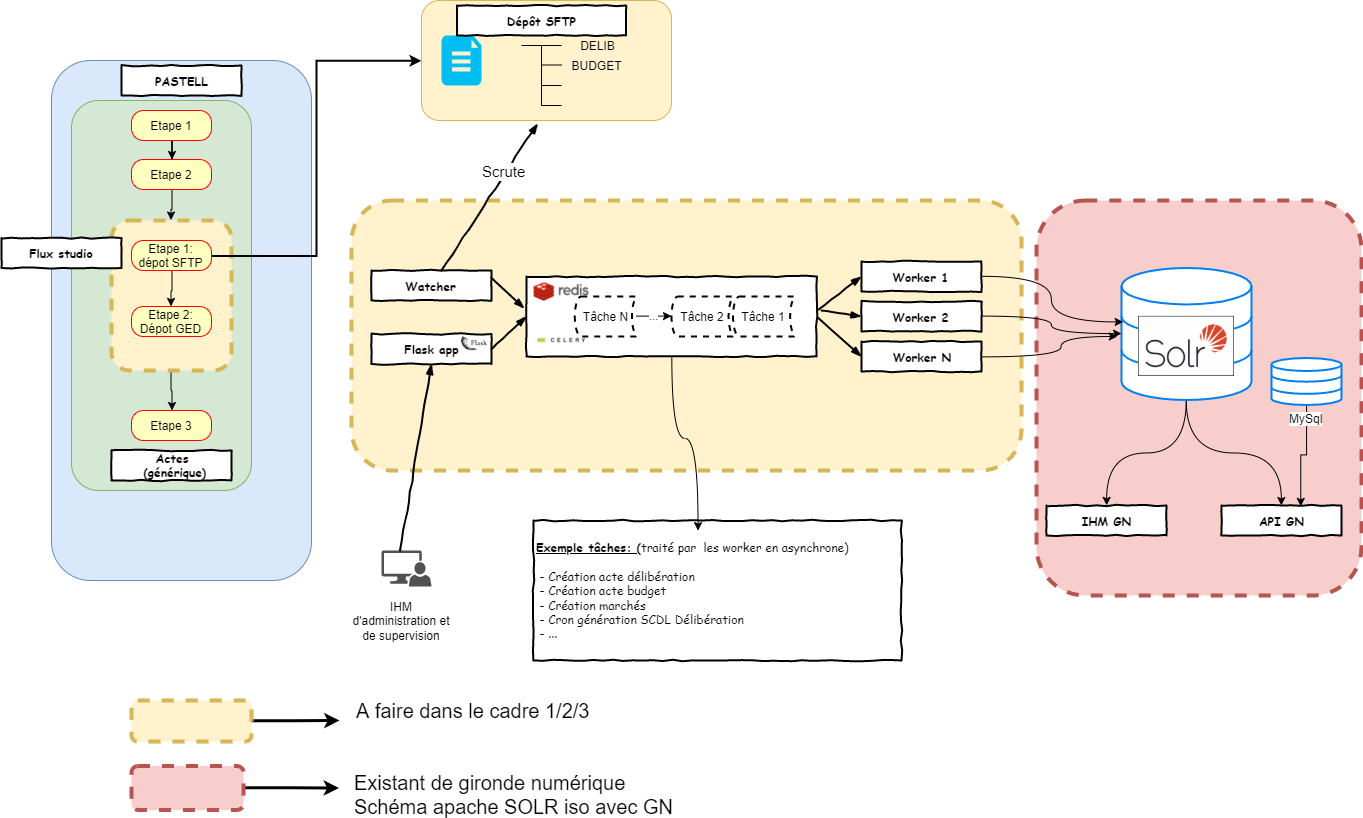 Dépôt SFTP
DELIB
BUDGET
PASTELL
Etape 1
Etape 2
Scrute
Flux studio
Etape 1:
dépot SFTP
Etape 2:
Dépot GED
Etape 3
Actes
(générique)
Watcher
Flask app
Flask
redis
Tâche N
...
Tâche 2
Tâche 1
CELERY
Worker 1
Worker 2
Worker N
Solr
MySql
IHM GN
API GN
IHM
d'administration et
de supervision
Exemple tâches: (traité par les worker en asynchrone)
- Création acte délibération
- Création acte budget
- Création marchés
- Cron génération SCDL Délibération
- ...
A faire dans le cadre 1/2/3
Existant de gironde numérique
Schéma apache SOLR iso avec GN